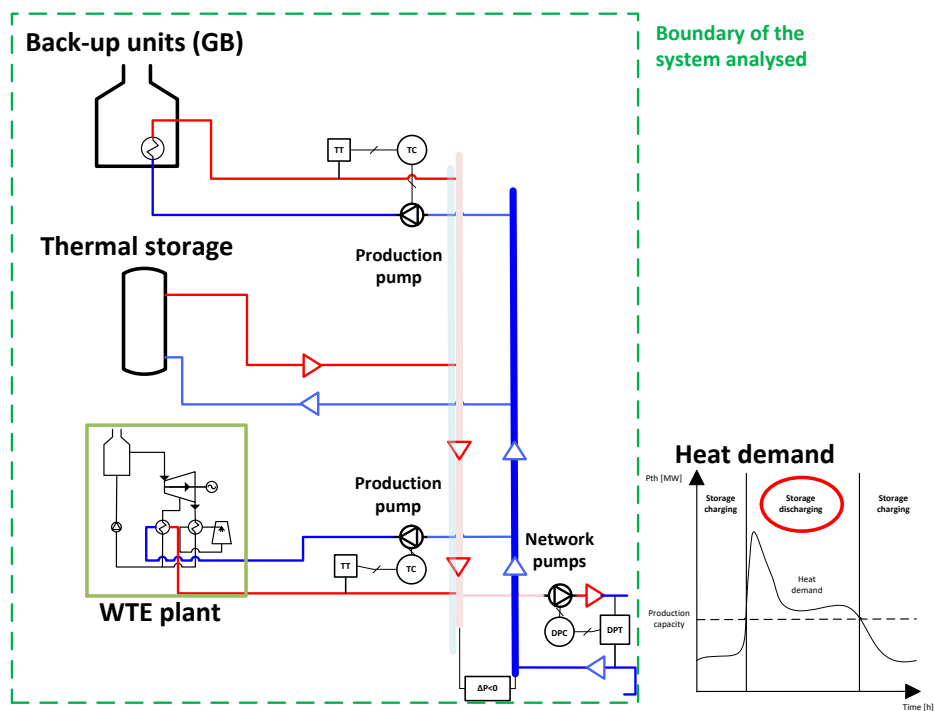 Back-up units (GB)
Boundary of the
system analysed
TT
TC
Production
pump
Thermal storage
Production
pump
TT
TC
WTE plant
Network
pumps
DPC
DPT
ΔP<0
Heat demand
Pth [MW]
Storage
charging
Storage
discharging
Storage
charging
Heat
demand
Production
capacity
Time [h]